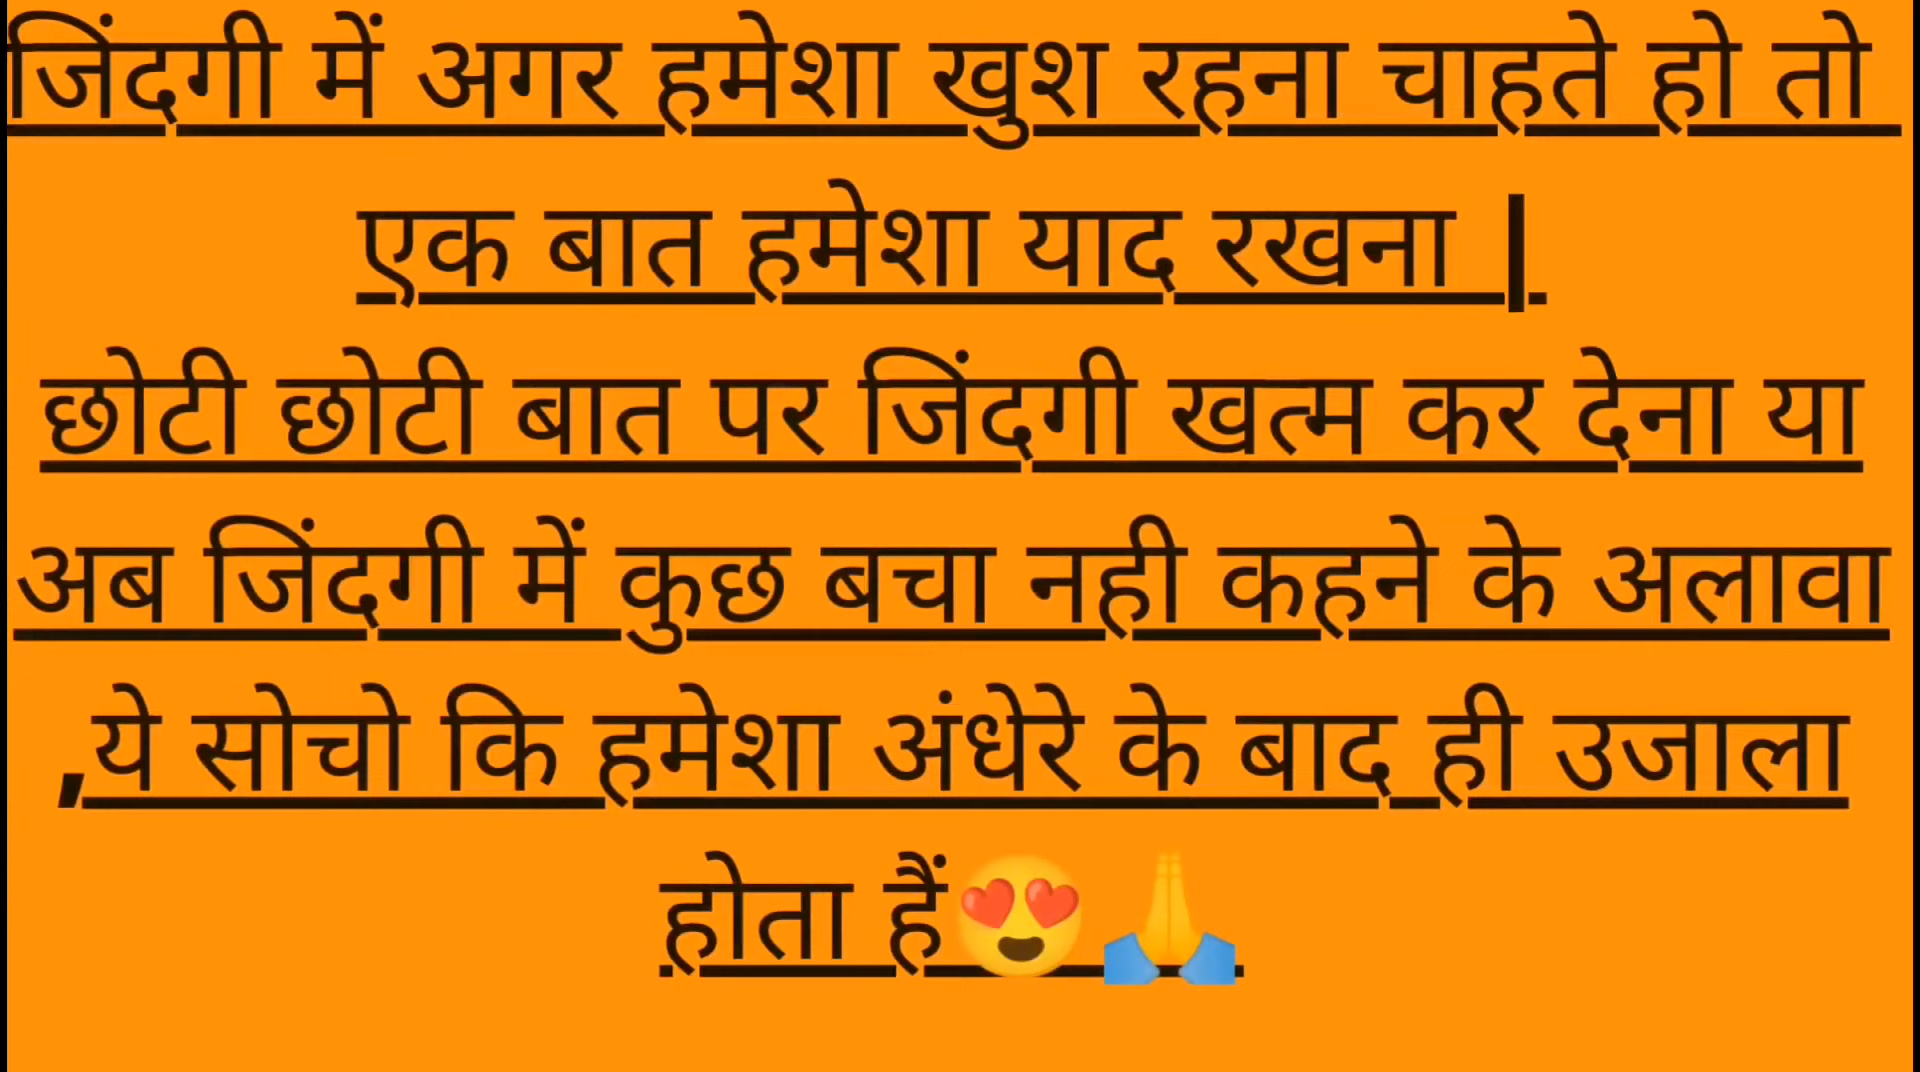 जिंदगी में अगर हमेशा खुश रहना चाहते हो तो
एक बात हमेशा याद रखना |
छोटी छोटी बात पर जिंदगी खत्म कर देना या
अब जिंदगी में कुछ बचा नही कहने के अलावा
,ये सोचो कि हमेशा अंधेरे के बाद ही उजाला
होता हैं😍🙏